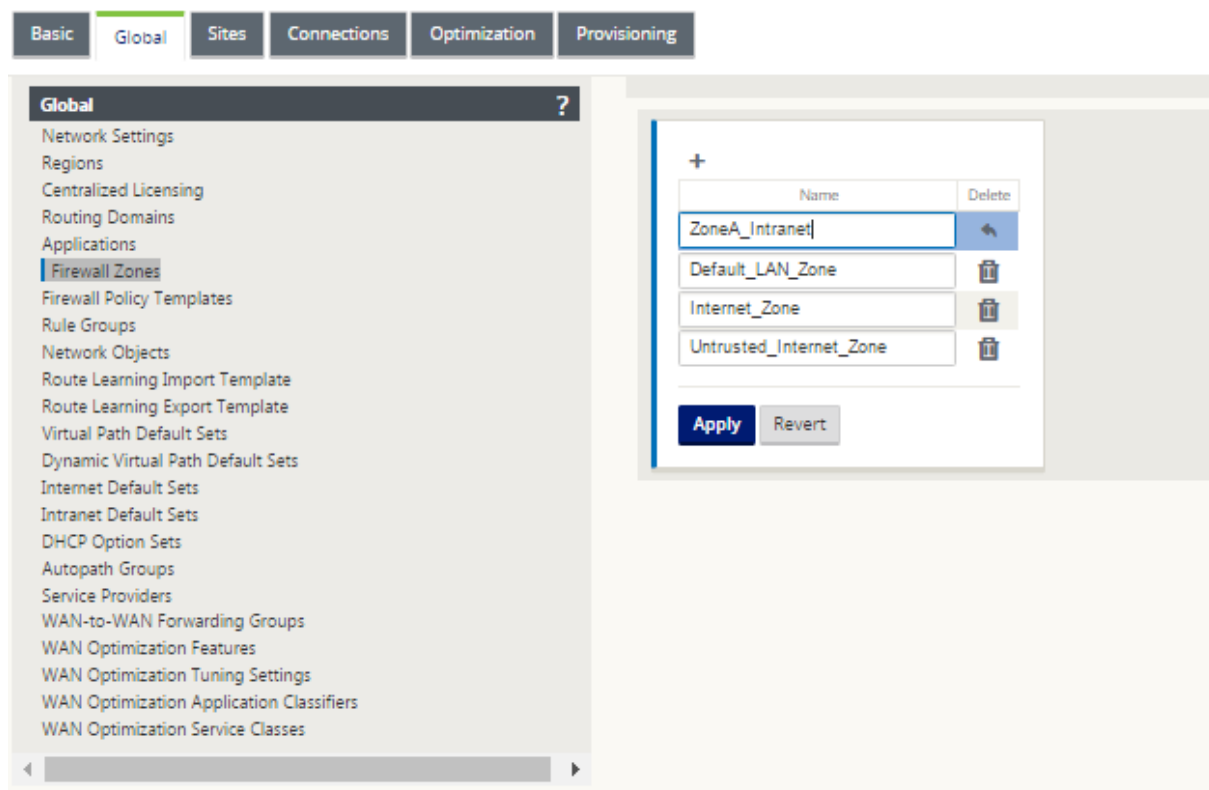 Basic Global Sites Connections Optimization Provisioning
Global ?
Network Settings
Regions
Centralized Licensing
Routing Domains
Applications
Firewall Zones
Firewall Policy Templates
Rule Groups
Network Objects
Route Learning Import Template
Route Learning Export Template
Virtual Path Default Sets
Dynamic Virtual Path Default Sets
Internet Default Sets
Intranet Default Sets
DHCP Option Sets
Autopath Groups
Service Providers
WAN-to-WAN Forwarding Groups
WAN Optimization Features
WAN Optimization Tuning Settings
WAN Optimization Application Classifiers
WAN Optimization Service Classes
+
Name Delete
ZoneA_Intranet
Default_LAN_Zone
Internet_Zone
Untrusted_Internet_Zone
Apply Revert